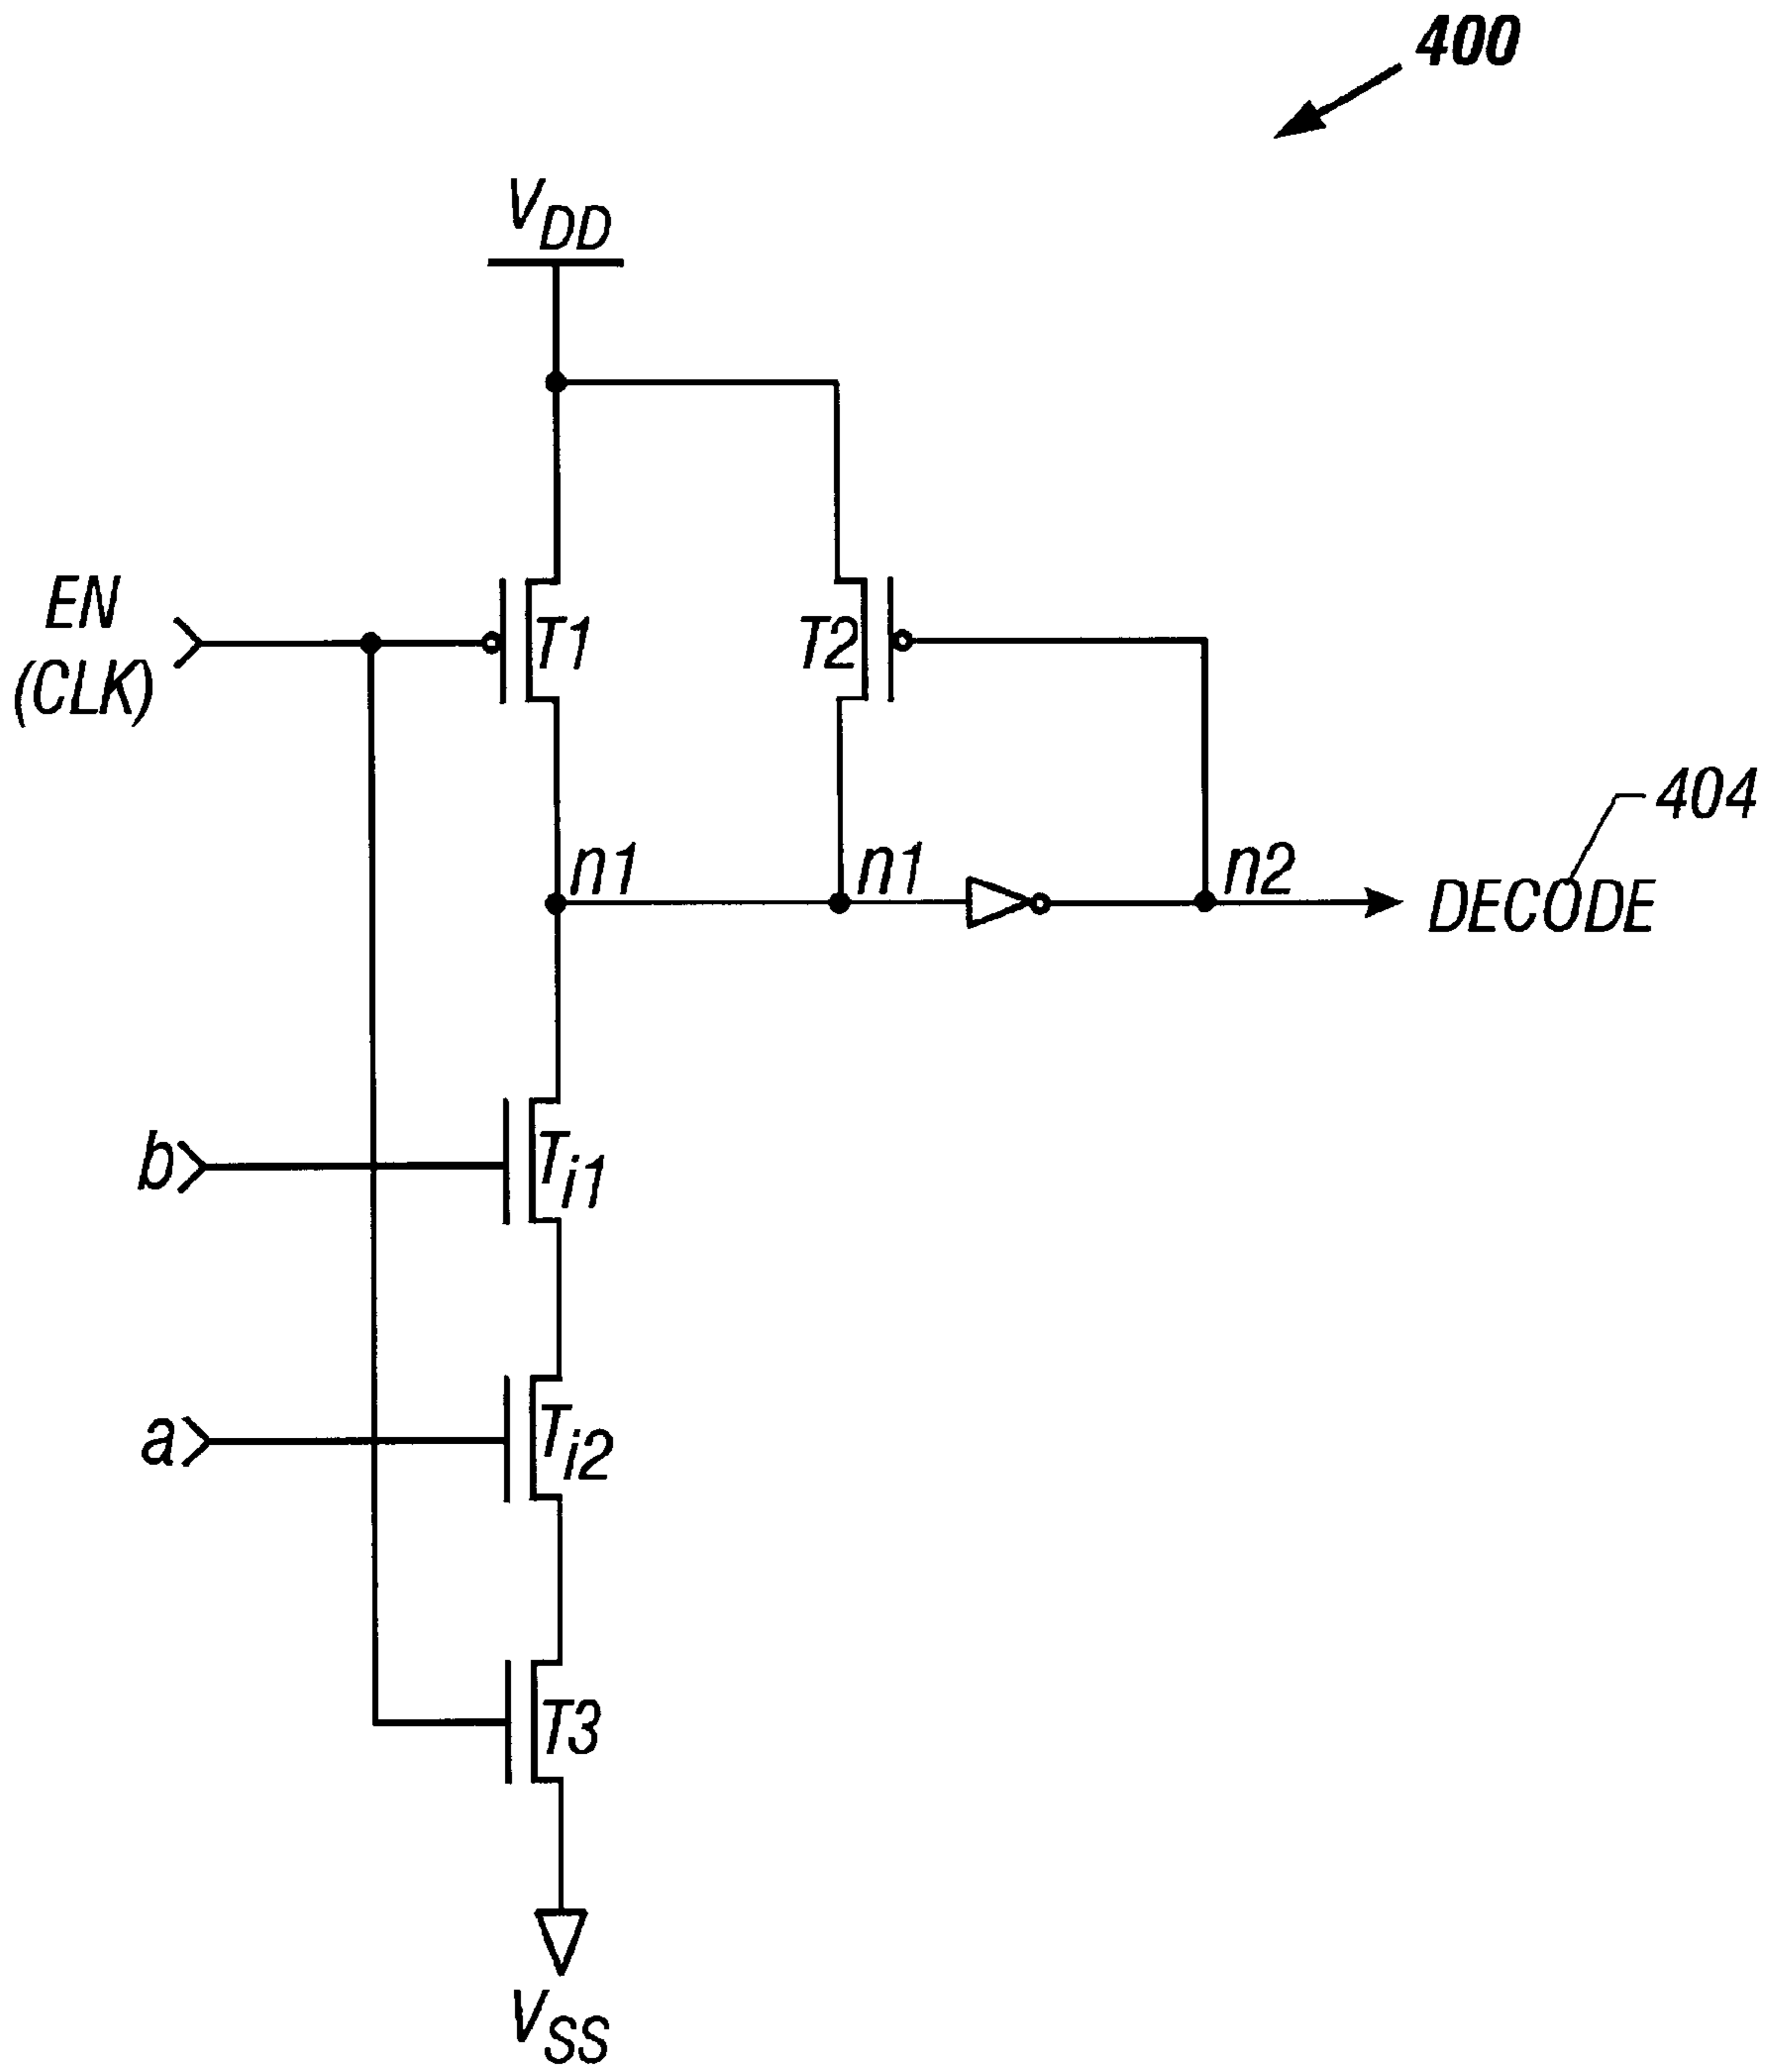 400
VDD
EN
(CLK)
T1
T2
404
n1
n1
n2
DECODE
b
Ti1
a
Ti2
T3
VSS